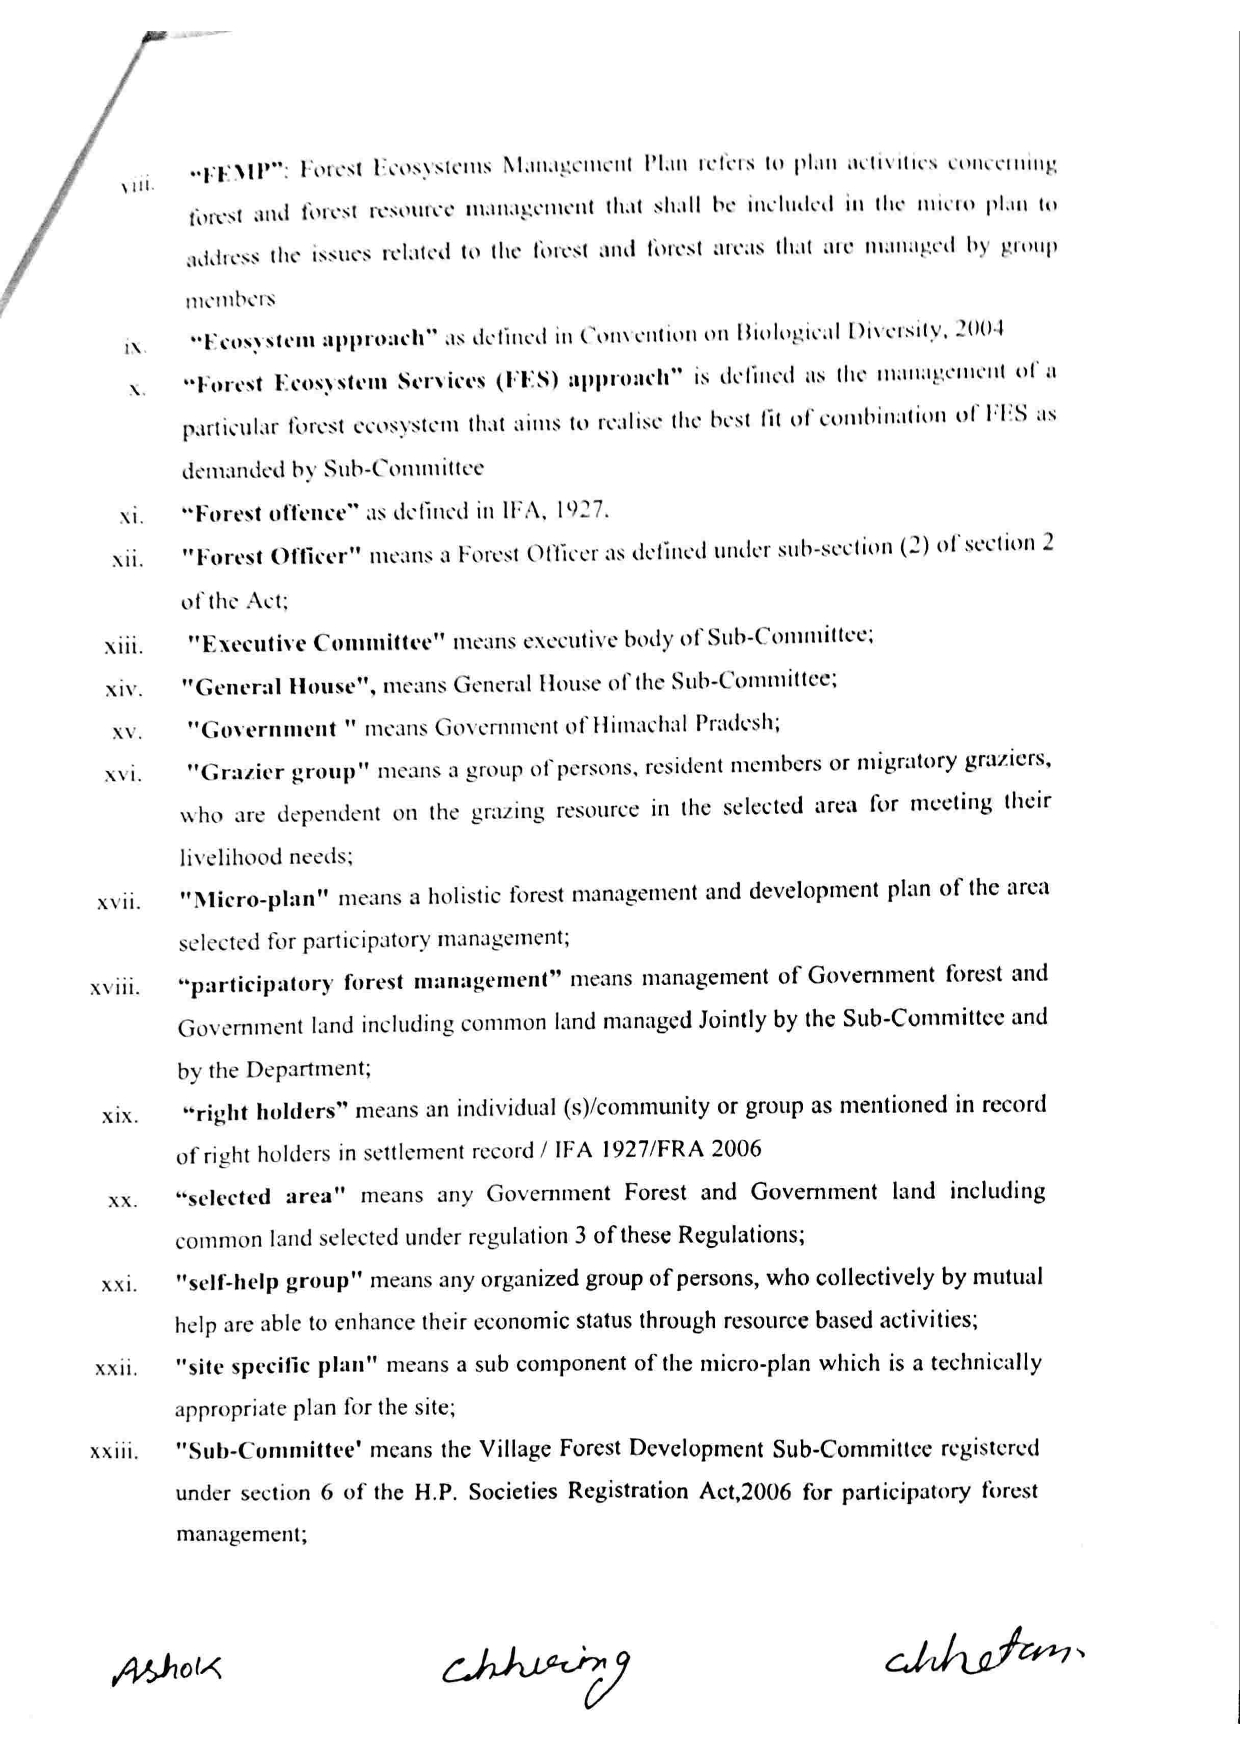 viii. “FEMP”: Forest Ecosystems Management Plan refers to plan activities concerning
forest and forest resource management that shall be included in the micro plan to
address the issues related to the forest and forest areas that are managed by group
members
ix. “Ecosystem approach” as defined in Convention on Biological Diversity, 2004
x. “Forest Ecosystem Services (FES) approach” is defined as the management of a
particular forest ecosystem that aims to realise the best fit of combination of FES as
demanded by Sub-Committee
xi. “Forest offence” as defined in IFA, 1927.
xii. "Forest Officer" means a Forest Officer as defined under sub-section (2) of section 2
of the Act;
xiii. "Executive Committee" means executive body of Sub-Committee;
xiv. "General House", means General House of the Sub-Committee;
xv. "Government " means Government of Himachal Pradesh;
xvi. "Grazier group" means a group of persons, resident members or migratory graziers,
who are dependent on the grazing resource in the selected area for meeting their
livelihood needs;
xvii. "Micro-plan" means a holistic forest management and development plan of the area
selected for participatory management;
xviii. “participatory forest management” means management of Government forest and
Government land including common land managed Jointly by the Sub-Committee and
by the Department;
xix. “right holders” means an individual (s)/community or group as mentioned in record
of right holders in settlement record / IFA 1927/FRA 2006
xx. “selected area" means any Government Forest and Government land including
common land selected under regulation 3 of these Regulations;
xxi. "self-help group" means any organized group of persons, who collectively by mutual
help are able to enhance their economic status through resource based activities;
xxii. "site specific plan" means a sub component of the micro-plan which is a technically
appropriate plan for the site;
xxiii. "Sub-Committee' means the Village Forest Development Sub-Committee registered
under section 6 of the H.P. Societies Registration Act,2006 for participatory forest
management;
Ashok Chhering